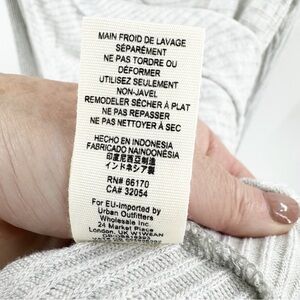 MAIN FROID DE LAVAGE
SÉPARÉMENT
NE PAS TORDRE OU
DÉFORMER
UTILISEZ SEULEMENT
NON-JAVEL
REMODELER SÉCHER À PLAT
NE PAS REPASSER
NE PAS NETTOYER À SEC
HECHO EN INDONESIA
FABRICADO NAINDONÉSIA
印度尼西亞制造
インドネシア製
RN# 66170
CA# 32054
For EU-imported by
Urban Outfitters
Wholesale Inc
24 Market Place
London, UK W1WEAN